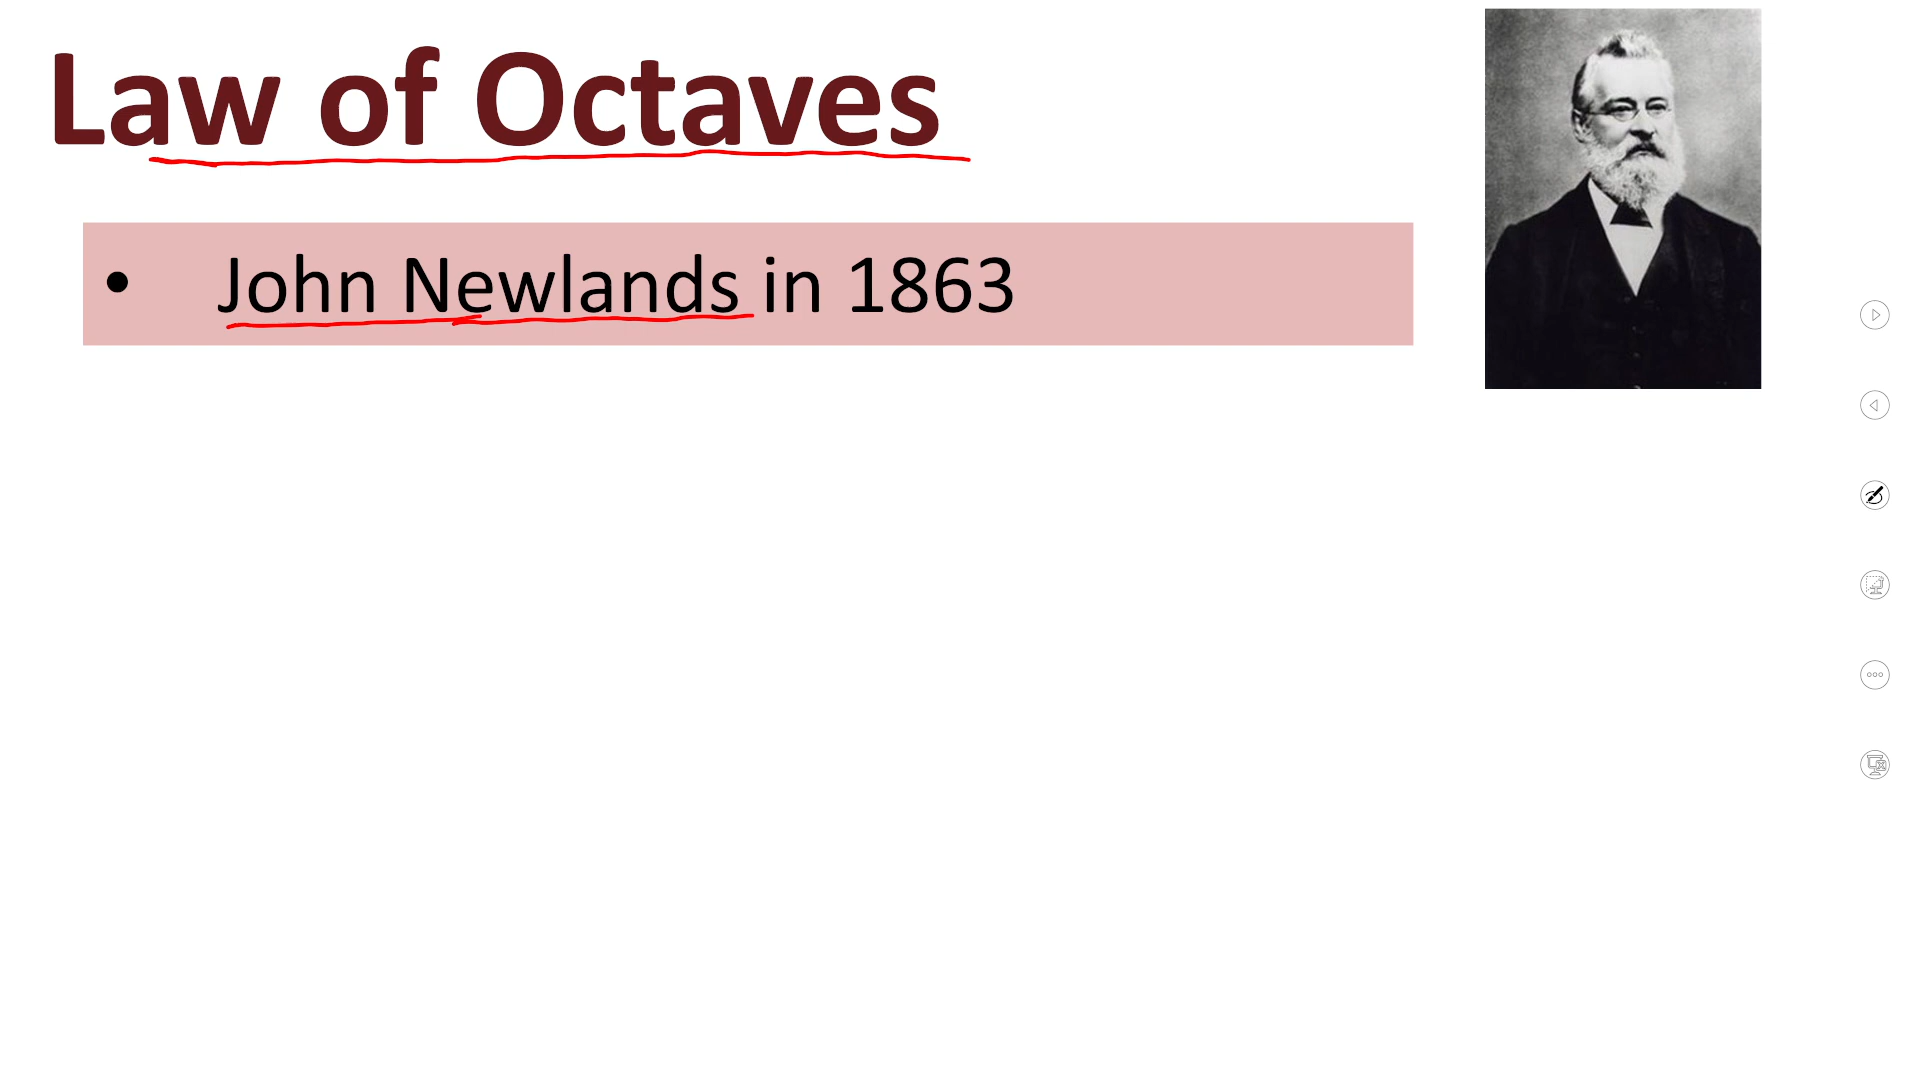 Law of Octaves
• John Newlands in 1863